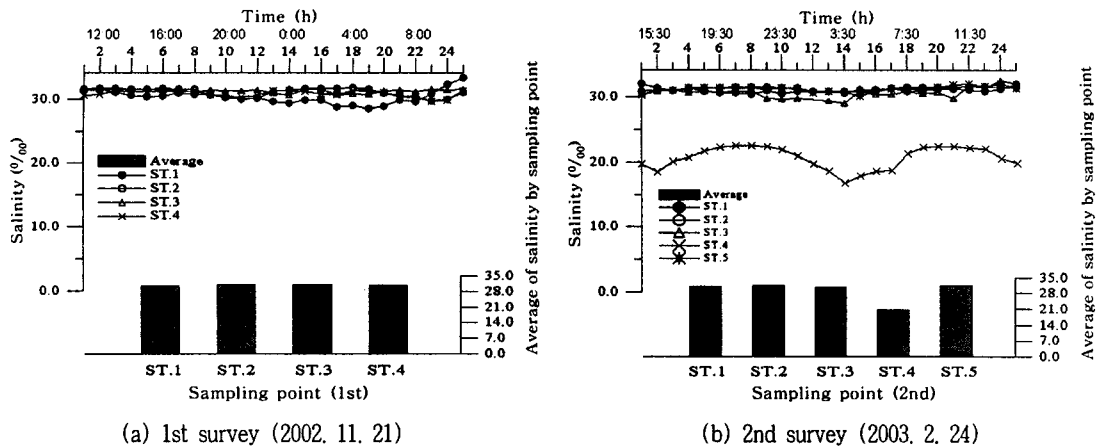 Time (h)
12:00 16:00 20:00 0:00 4:00 8:00
2 4 6 8 10 12 14 16 18 20 22 24
Salinity (‰)
30.0
20.0
10.0
0.0
Average
ST.1
ST.2
ST.3
ST.4
Average of salinity by sampling point
35.0
28.0
21.0
14.0
7.0
0.0
ST.1 ST.2 ST.3 ST.4
Sampling point (1st)
(a) 1st survey (2002. 11. 21)
Time (h)
15:30 19:30 23:30 3:30 7:30 11:30
2 4 6 8 10 12 14 16 18 20 22 24
Salinity (‰)
30.0
20.0
10.0
0.0
Average
ST.1
ST.2
ST.3
ST.4
ST.5
Average of salinity by sampling point
35.0
28.0
21.0
14.0
7.0
0.0
ST.1 ST.2 ST.3 ST.4 ST.5
Sampling point (2nd)
(b) 2nd survey (2003. 2. 24)